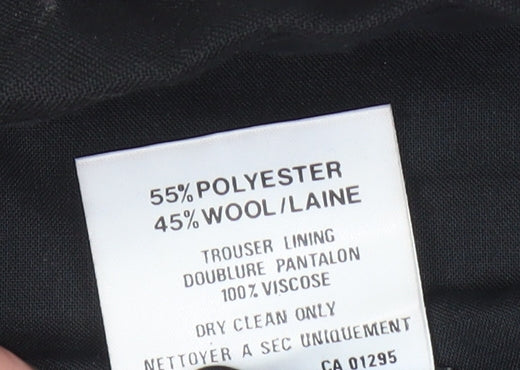 55% POLYESTER
45% WOOL/LAINE
TROUSER LINING
DOUBLURE PANTALON
100% VISCOSE
DRY CLEAN ONLY
NETTOYER A SEC UNIQUEMENT
CA 01295